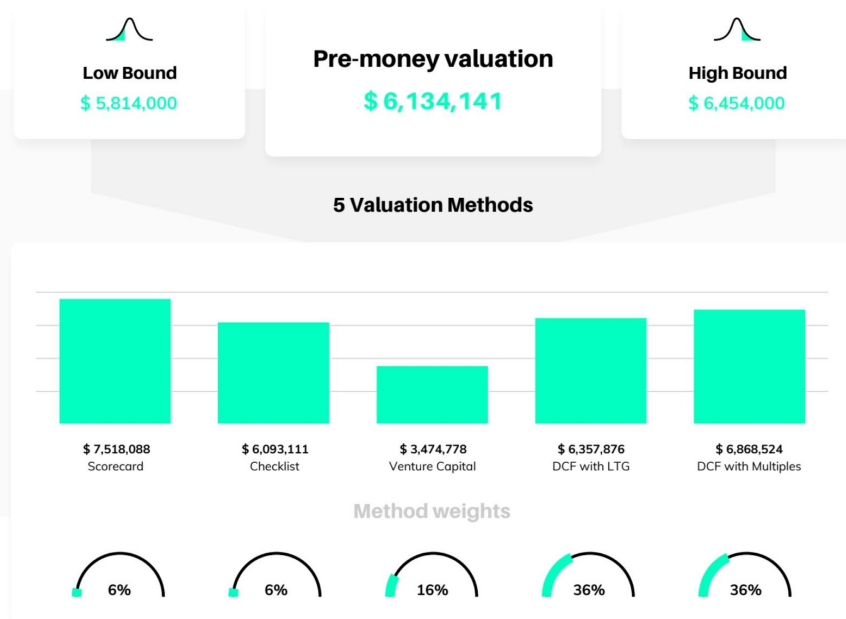 Low Bound
$ 5,814,000
Pre-money valuation
$ 6,134,141
High Bound
$ 6,454,000
5 Valuation Methods
$ 7,518,088
Scorecard
$ 6,093,111
Checklist
$ 3,474,778
Venture Capital
$ 6,357,876
DCF with LTG
$ 6,868,524
DCF with Multiples
Method weights
6%
6%
16%
36%
36%